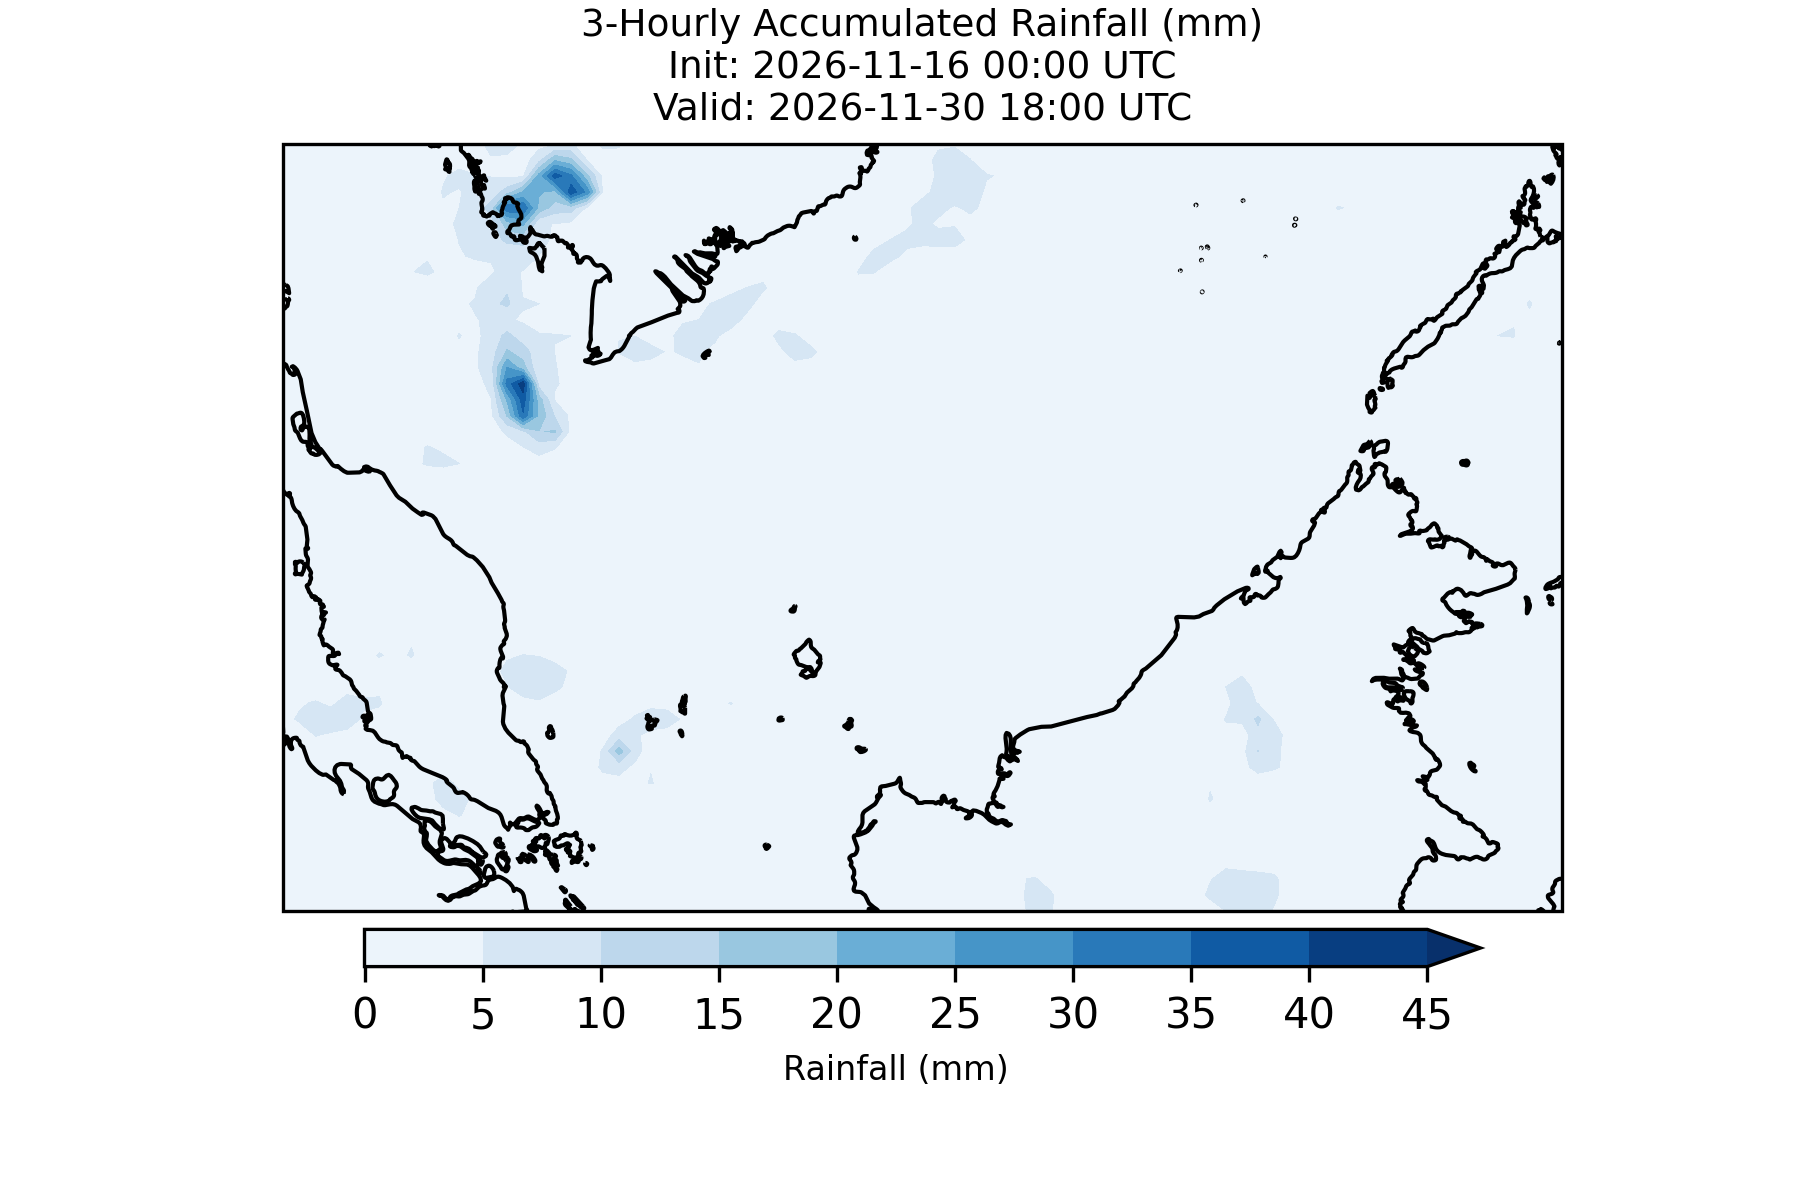 3-Hourly Accumulated Rainfall (mm)
Init: 2026-11-16 00:00 UTC
Valid: 2026-11-30 18:00 UTC
0 5 10 15 20 25 30 35 40 45
Rainfall (mm)